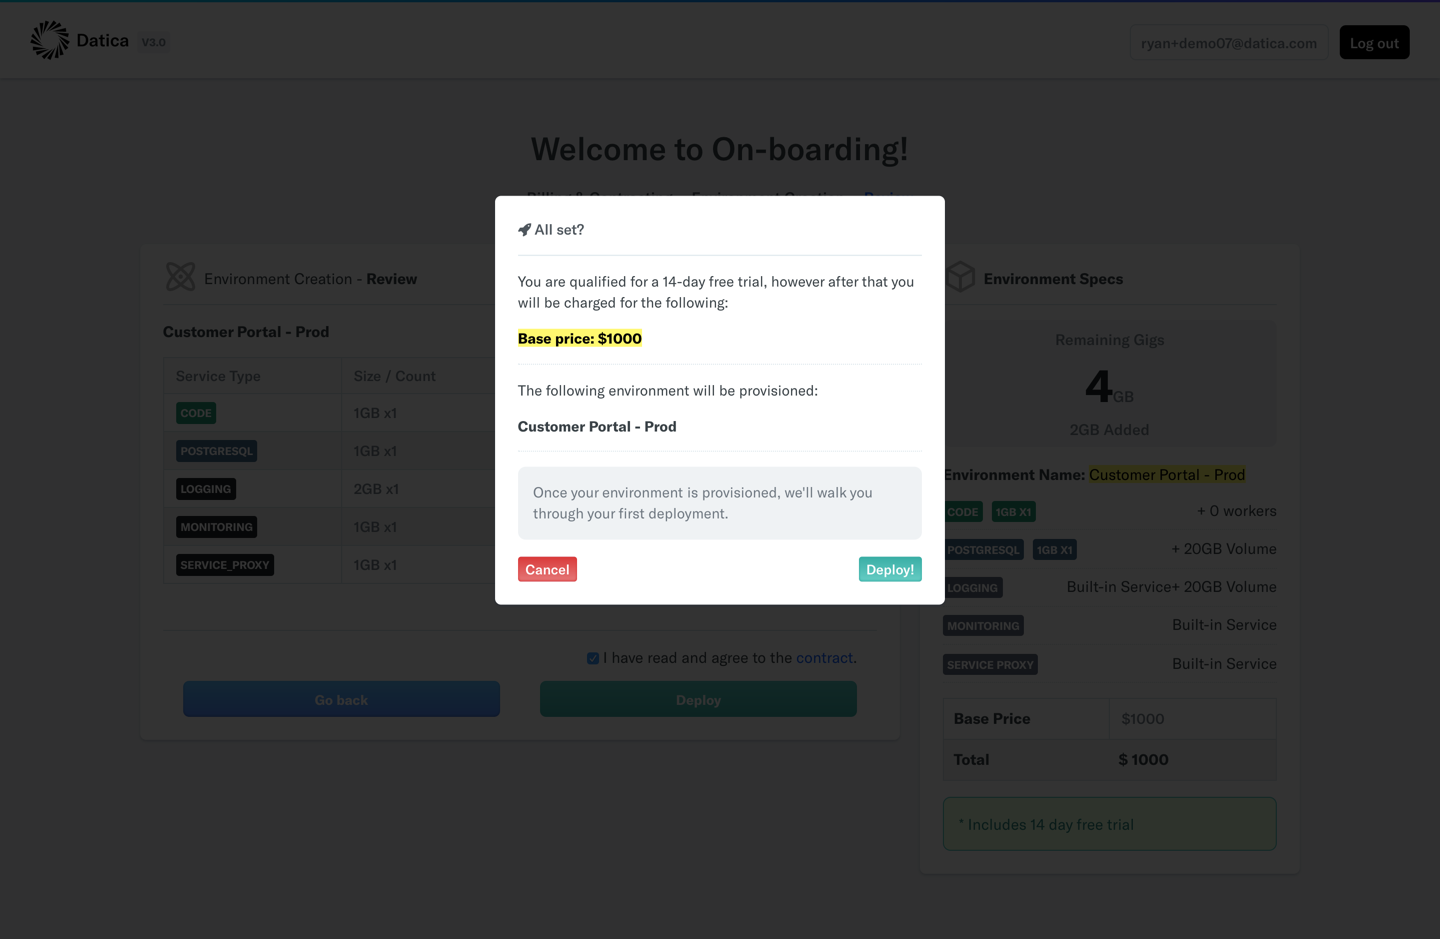 Datica V3.0
ryan+demo07@datica.com
Log out
Welcome to On-boarding!
Environment Creation - Review
Customer Portal - Prod
Service Type Size / Count
CODE 1GB x1
POSTGRESQL 1GB x1
LOGGING 2GB x1
MONITORING 1GB x1
SERVICE_PROXY 1GB x1
I have read and agree to the contract.
Go back
Deploy
All set?
You are qualified for a 14-day free trial, however after that you
will be charged for the following:
Base price: $1000
The following environment will be provisioned:
Customer Portal - Prod
Once your environment is provisioned, we'll walk you
through your first deployment.
Cancel
Deploy!
Environment Specs
Remaining Gigs
4GB
2GB Added
Environment Name: Customer Portal - Prod
CODE 1GB X1 + 0 workers
POSTGRESQL 1GB X1 + 20GB Volume
LOGGING Built-in Service+ 20GB Volume
MONITORING Built-in Service
SERVICE PROXY Built-in Service
Base Price $1000
Total $ 1000
* Includes 14 day free trial